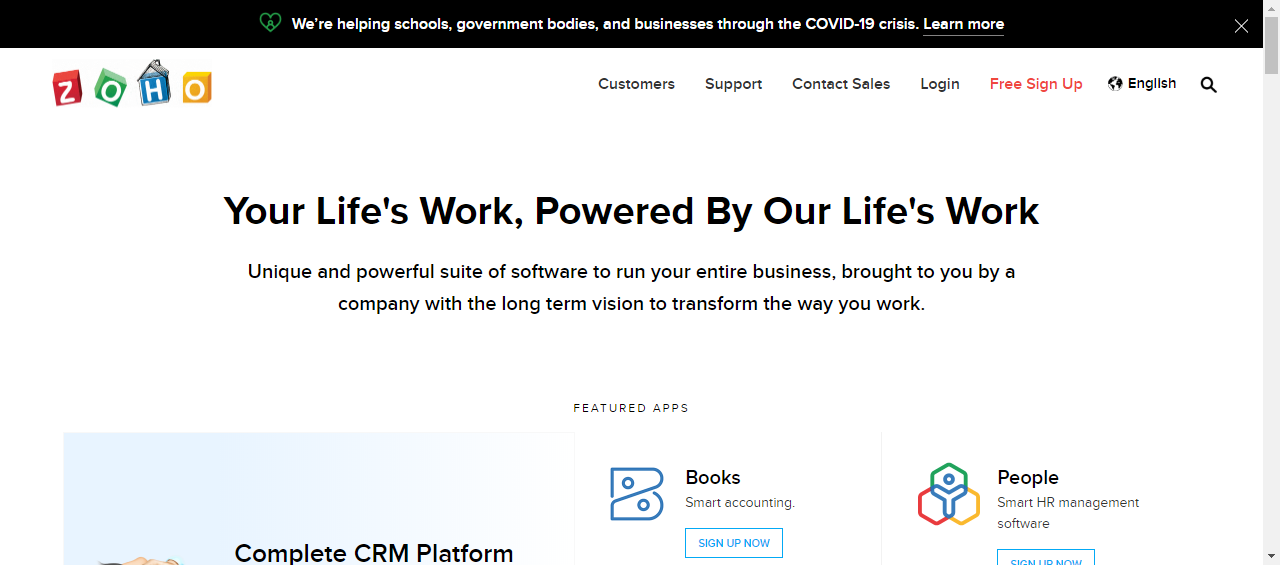 We're helping schools, government bodies, and businesses through the COVID-19 crisis. Learn more
ZOHO
Customers Support Contact Sales Login Free Sign Up English
Your Life's Work, Powered By Our Life's Work
Unique and powerful suite of software to run your entire business, brought to you by a
company with the long term vision to transform the way you work.
FEATURED APPS
Books
Smart accounting.
SIGN UP NOW
People
Smart HR management
software
SIGN UP NOW
Complete CRM Platform